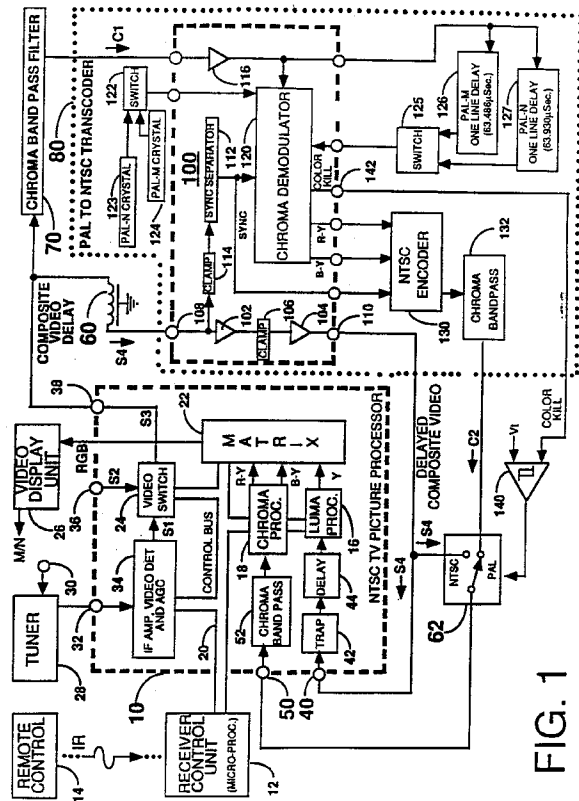 REMOTE
CONTROL
14
IR
RECEIVER
CONTROL
UNIT
(MICRO-PROC.)
12
TUNER
28
30
32
10
20
IF AMP, VIDEO DET
AND AGC
34
S1
VIDEO
SWITCH
24
S2
36
S3
38
CONTROL BUS
M/N
VIDEO
DISPLAY
UNIT
26
RGB
MATRIX
22
R-Y
B-Y
Y
CHROMA
PROC.
18
LUMA
PROC.
16
CHROMA
BAND PASS
52
DELAY
44
TRAP
42
50
40
NTSC TV PICTURE PROCESSOR
S4
DELAYED
COMPOSITE VIDEO
S4
NTSC
PAL
62
C2
140
V1
COLOR KILL
COMPOSITE
VIDEO DELAY
60
S4
CHROMA BAND PASS FILTER
70
C1
PAL TO NTSC TRANSCODER
80
108
102
CLAMP
106
104
110
CLAMP
114
SYNC SEPARATOR
112
100
SYNC
116
CHROMA DEMODULATOR
120
COLOR
KILL
142
R-Y
B-Y
SWITCH
122
PAL-N CRYSTAL
123
PAL-M CRYSTAL
124
SWITCH
125
PAL-M
ONE LINE DELAY
(63.486µSec.)
126
PAL-N
ONE LINE DELAY
(63.930µSec.)
127
NTSC
ENCODER
130
CHROMA
BANDPASS
132
FIG. 1